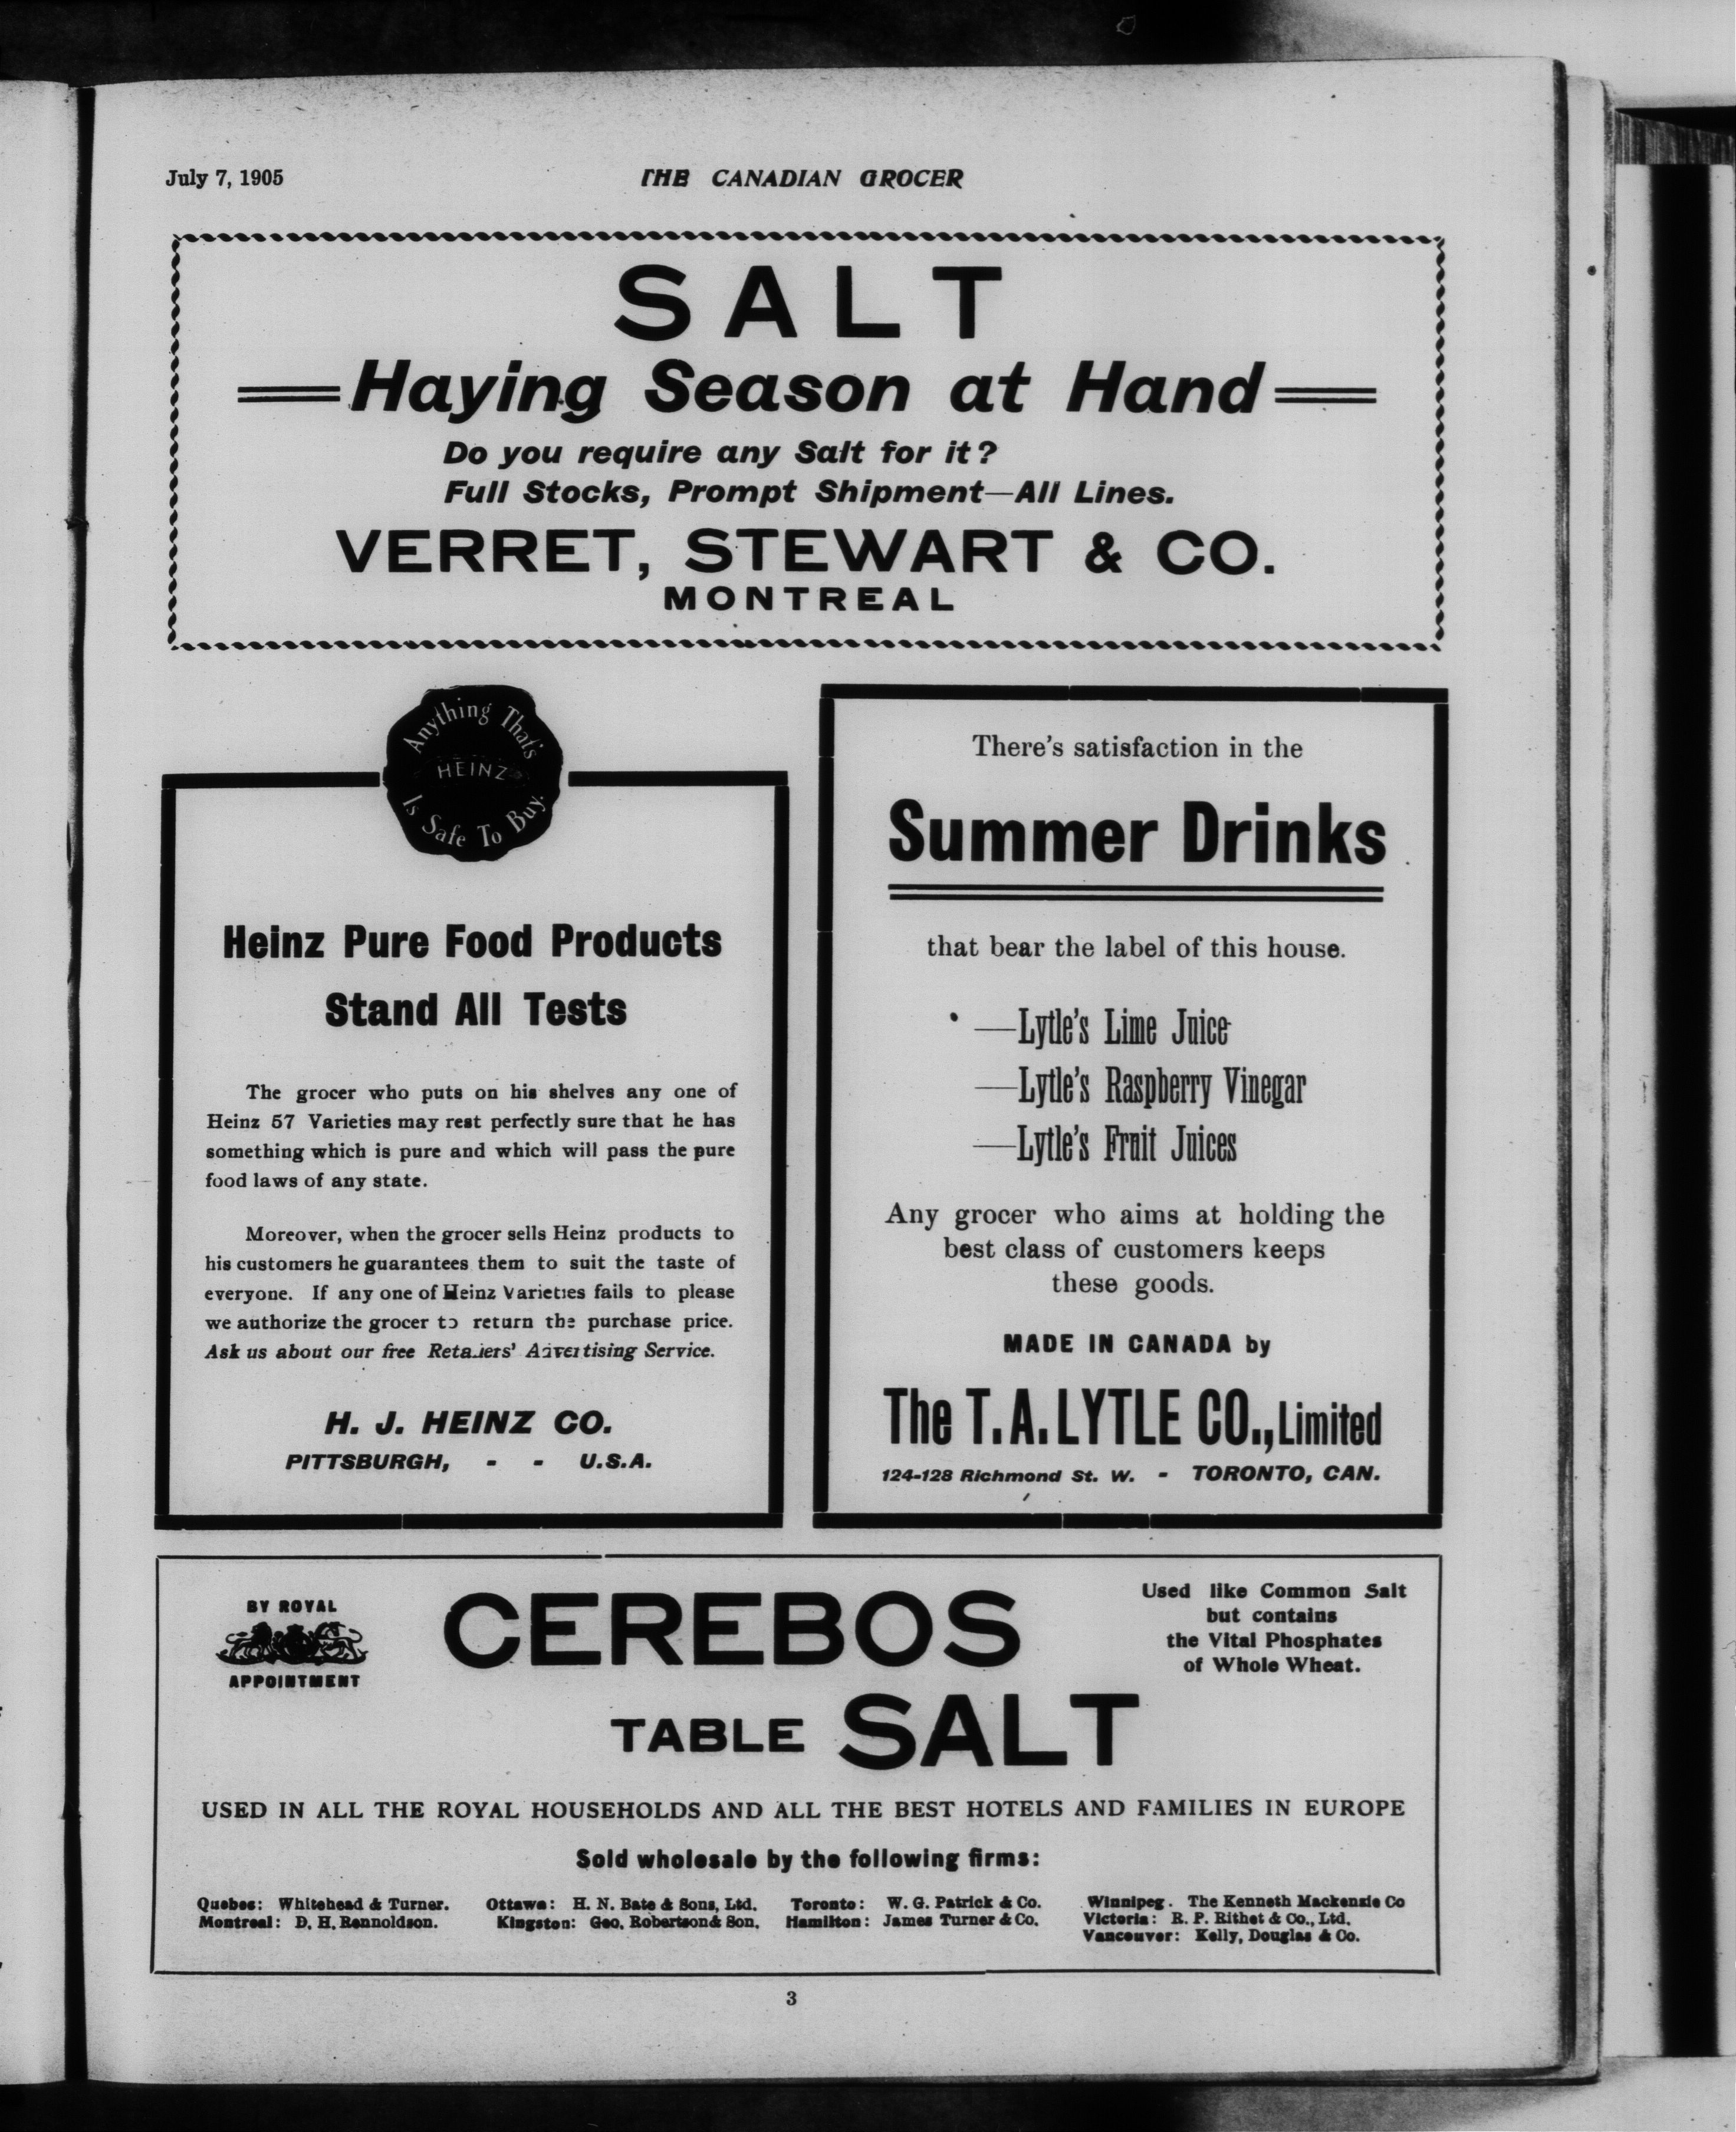 July 7, 1905
THE CANADIAN GROCER
SALT
Haying Season at Hand
Do you require any Salt for it?
Full Stocks, Prompt Shipment—All Lines.
VERRET, STEWART & CO.
MONTREAL
Anything That's
HEINZ
Is Safe To Buy.
Heinz Pure Food Products
Stand All Tests
The grocer who puts on his shelves any one of
Heinz 57 Varieties may rest perfectly sure that he has
something which is pure and which will pass the pure
food laws of any state.
Moreover, when the grocer sells Heinz products to
his customers he guarantees them to suit the taste of
everyone. If any one of Heinz Varieties fails to please
we authorize the grocer to return the purchase price.
Ask us about our free Retailers' Advertising Service.
H. J. HEINZ CO.
PITTSBURGH, - - U.S.A.
There's satisfaction in the
Summer Drinks
that bear the label of this house.
—Lytle's Lime Juice
—Lytle's Raspberry Vinegar
—Lytle's Fruit Juices
Any grocer who aims at holding the
best class of customers keeps
these goods.
MADE IN CANADA by
The T. A. LYTLE CO., Limited
124-128 Richmond St. W. - TORONTO, CAN.
BY ROYAL
APPOINTMENT
CEREBOS
Used like Common Salt
but contains
the Vital Phosphates
of Whole Wheat.
TABLE SALT
USED IN ALL THE ROYAL HOUSEHOLDS AND ALL THE BEST HOTELS AND FAMILIES IN EUROPE
Sold wholesale by the following firms:
Quebec: Whitehead & Turner.
Montreal: D. H. Rennoldson.
Ottawa: H. N. Bate & Sons, Ltd.
Kingston: Geo. Robertson & Son.
Toronto: W. G. Patrick & Co.
Hamilton: James Turner & Co.
Winnipeg. The Kenneth Mackenzie Co
Victoria: R. P. Rithet & Co., Ltd.
Vancouver: Kelly, Douglas & Co.
3